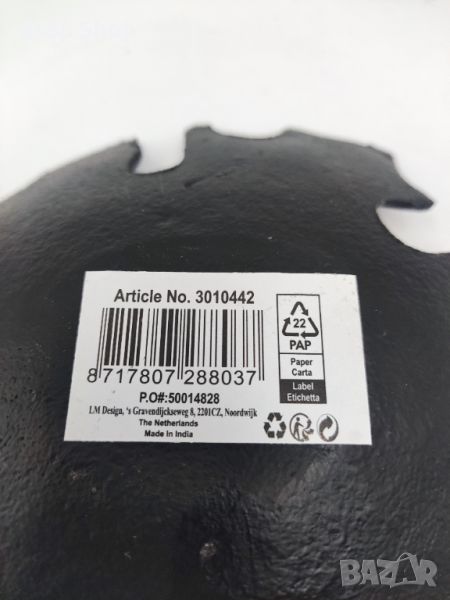 Article No. 3010442
8 717807 288037
P.O#:50014828
LM Design, 's Gravendijckseweg 8, 2201CZ, Noordwijk
The Netherlands
Made in India
22
PAP
Paper
Carta
Label
Etichetta
BAZAR